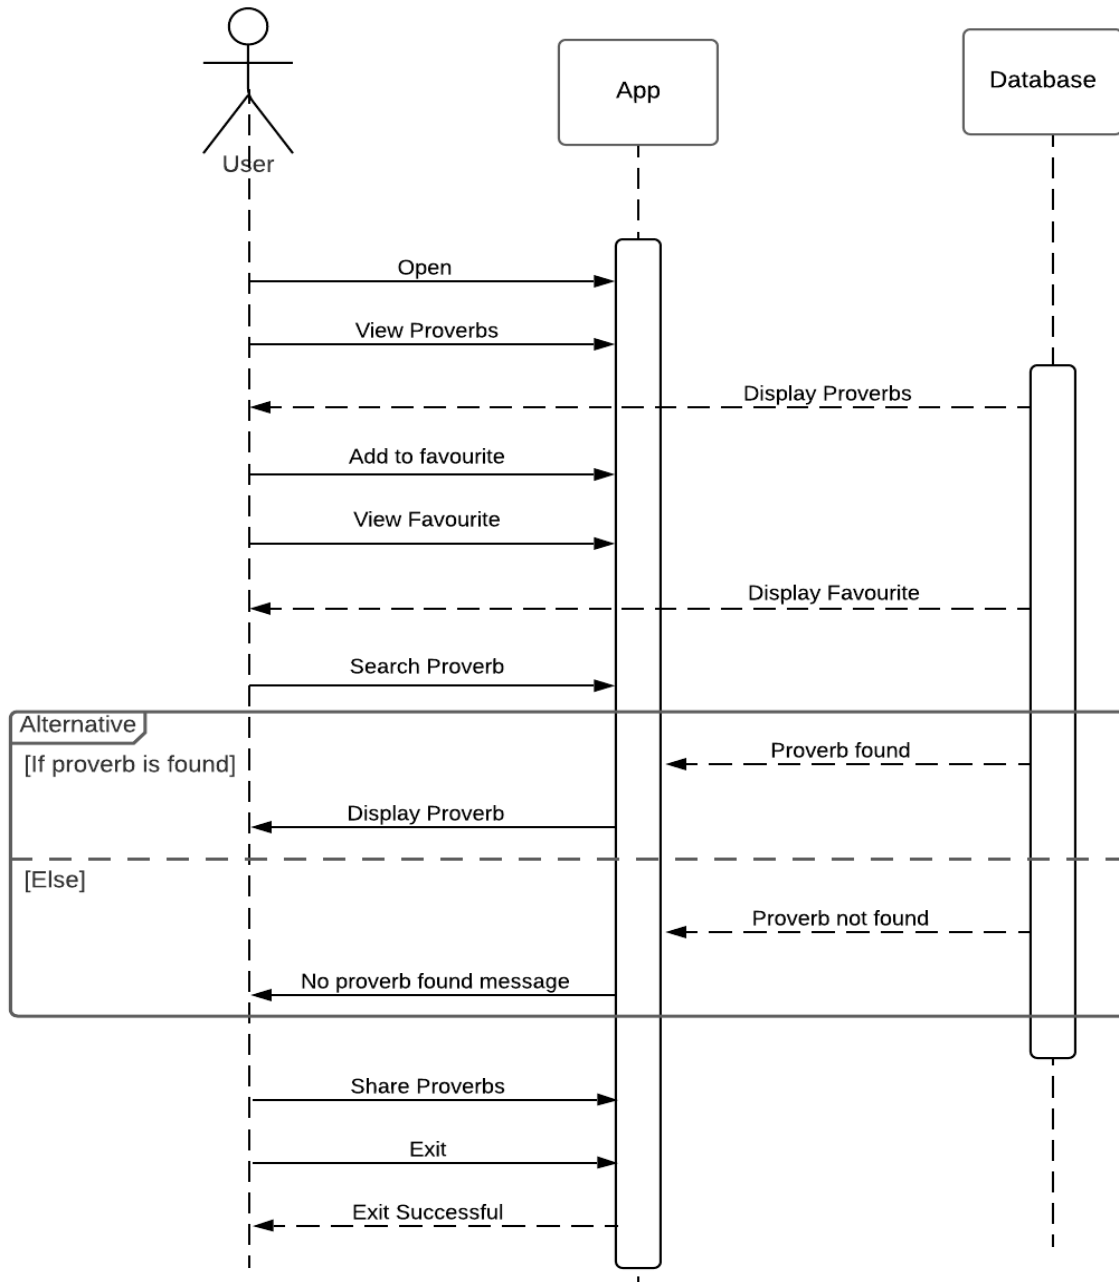 App
Database
User
Open
View Proverbs
Display Proverbs
Add to favourite
View Favourite
Display Favourite
Search Proverb
Alternative
[If proverb is found]
Proverb found
Display Proverb
[Else]
Proverb not found
No proverb found message
Share Proverbs
Exit
Exit Successful